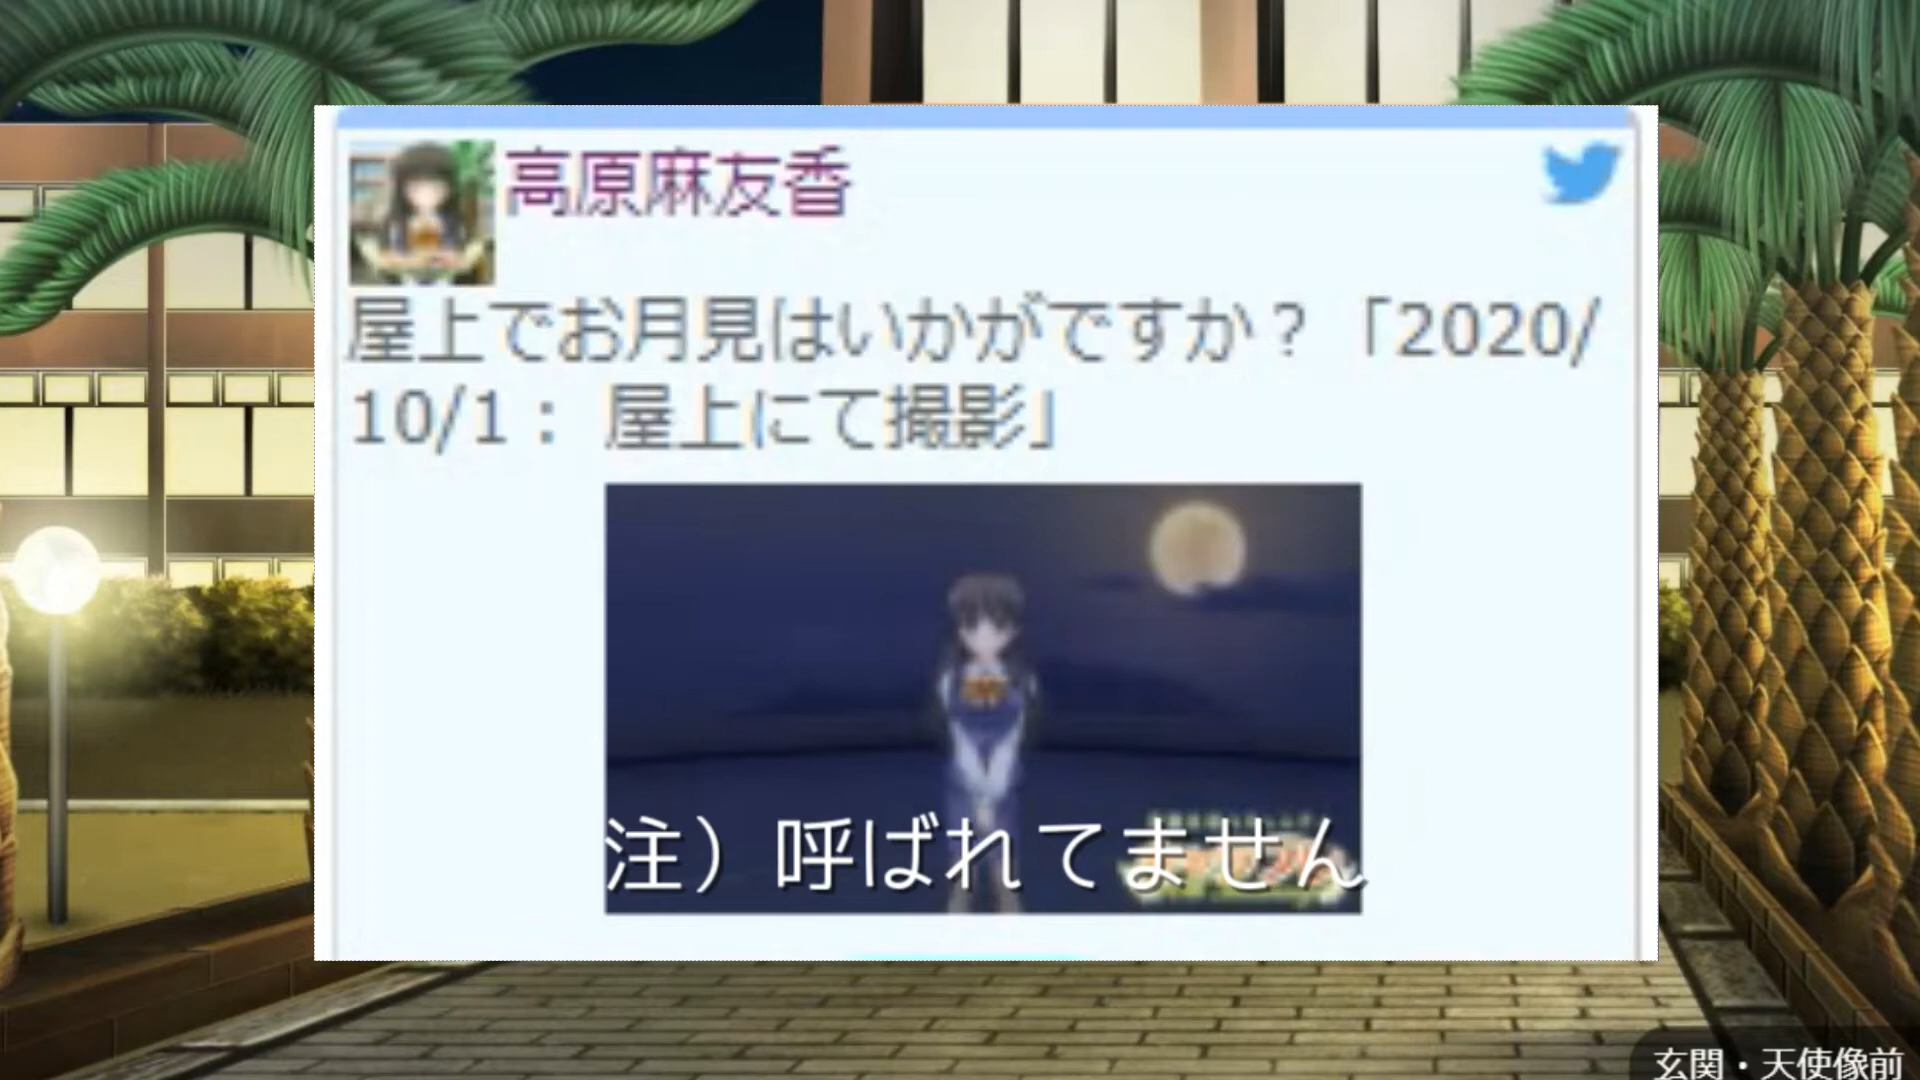 高原麻友香
屋上でお月見はいかがですか？「2020/
10/1： 屋上にて撮影」
注）呼ばれてません
玄関・天使像前